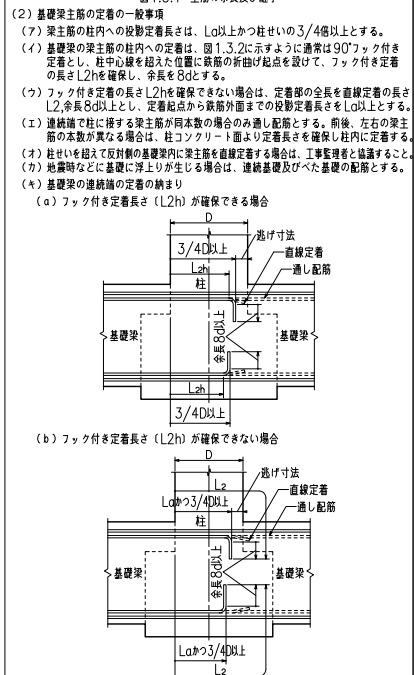 (2) 基礎梁主筋の定着の一般事項
(ア) 梁主筋の柱内への投影定着長さは、La以上かつ柱せいの3/4倍以上とする。
(イ) 基礎梁の梁主筋の柱内への定着は、図1.3.2に示すように通常は90°フック付き
定着とし、柱中心線を超えた位置に鉄筋の折曲げ起点を設けて、フック付き定着
の長さL2hを確保し、余長を8dとする。
(ウ) フック付き定着の長さL2hを確保できない場合は、定着部の全長を直線定着の長さ
L2,余長8d以上とし、定着起点から鉄筋外面までの投影定着長さをLa以上とする。
(エ) 連続端で柱に接する梁主筋が同本数の場合のみ通し配筋とする。前後、左右の梁主
筋の本数が異なる場合は、柱コンクリート面より定着長さを確保し柱内に定着する。
(オ) 柱せいを超えて反対側の基礎梁内に梁主筋を直線定着する場合は、工事監理者と協議すること。
(カ) 地震時などに基礎に浮上りが生じる場合は、連続基礎及びべた基礎の配筋とする。
(キ) 基礎梁の連続端の定着の納まり
(a) フック付き定着長さ (L2h) が確保できる場合
D
逃げ寸法
3/4D以上
直線定着
L2h
通し配筋
柱
基礎梁
余長8d以上
基礎梁
L2h
3/4D以上
(b) フック付き定着長さ (L2h) が確保できない場合
D
逃げ寸法
L2
直線定着
Laかつ3/4D以上
通し配筋
柱
基礎梁
余長8d以上
基礎梁
Laかつ3/4D以上
L2